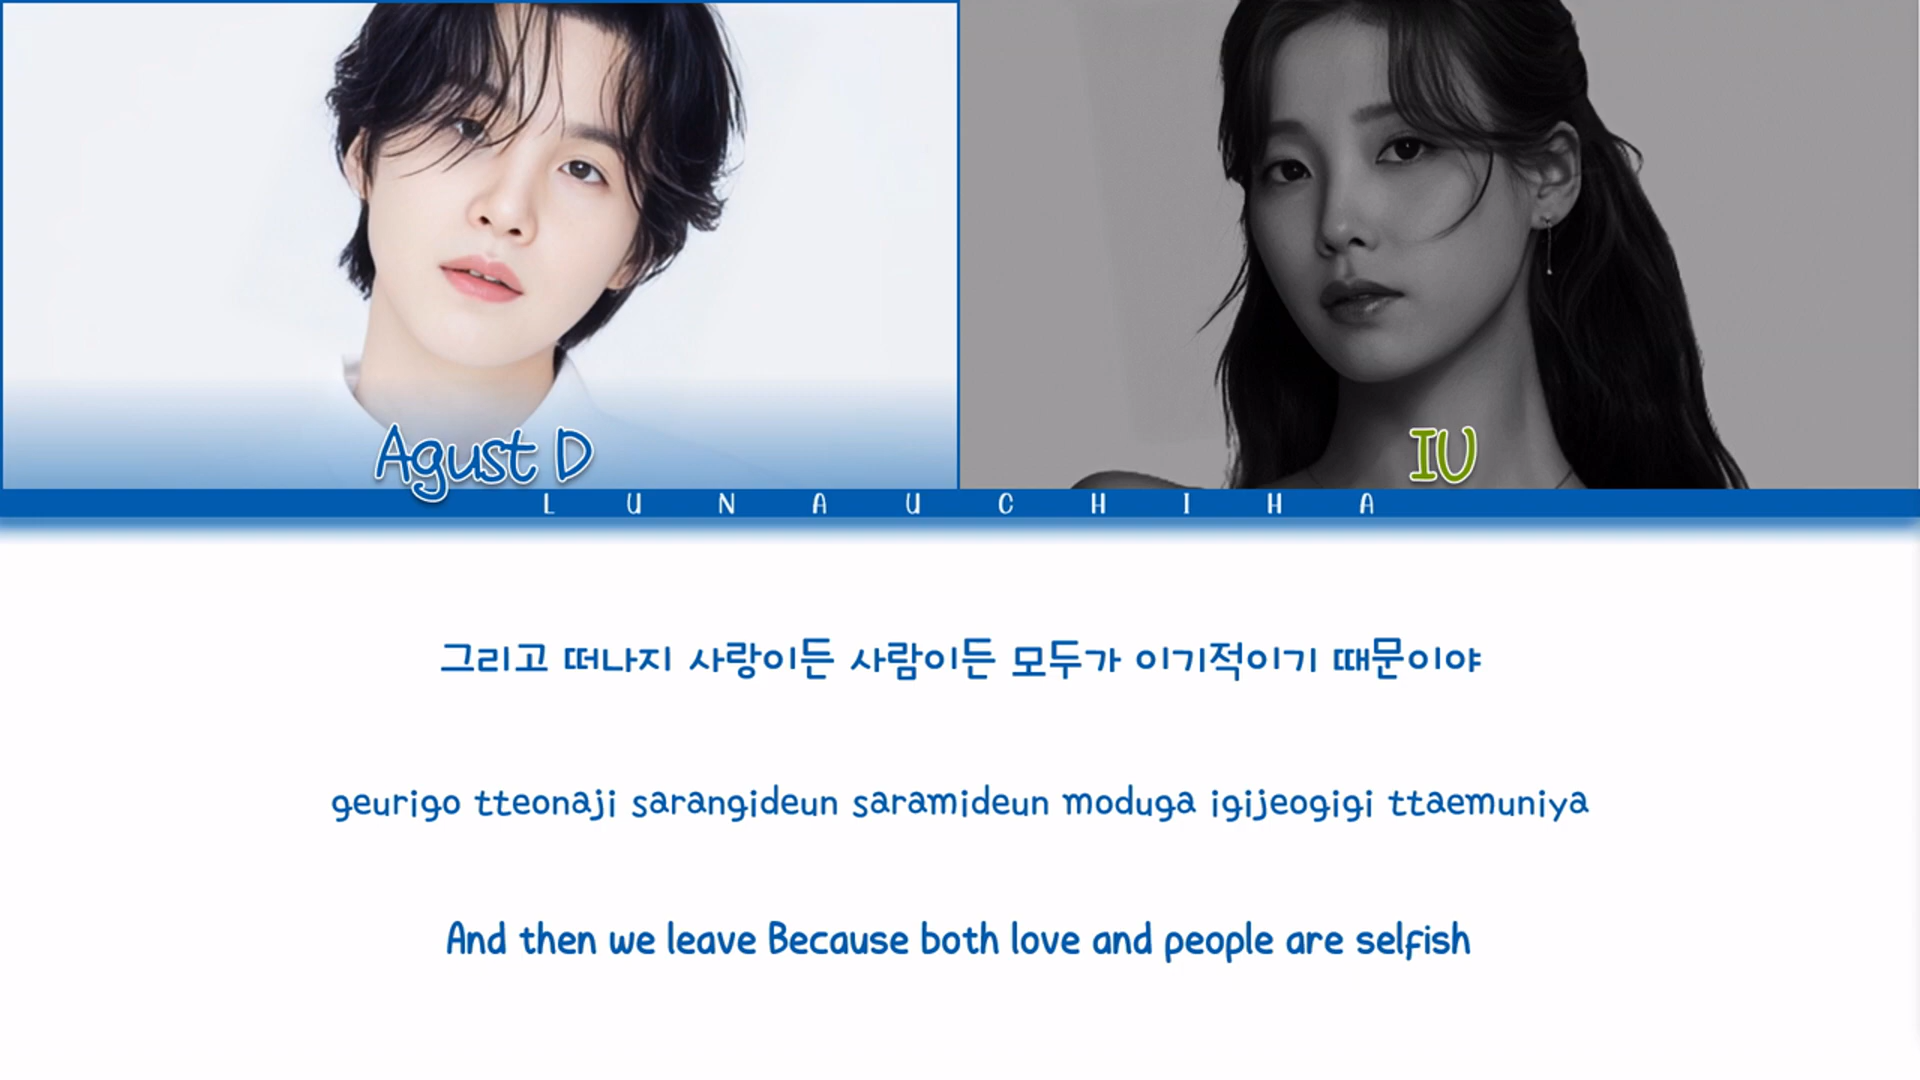 Agust D
IU
LUNAUCHIHA
그리고 떠나지 사랑이든 사람이든 모두가 이기적이기 때문이야
geurigo tteonaji sarangideun saramideun moduga igijeogigi ttaemuniya
And then we leave Because both love and people are selfish